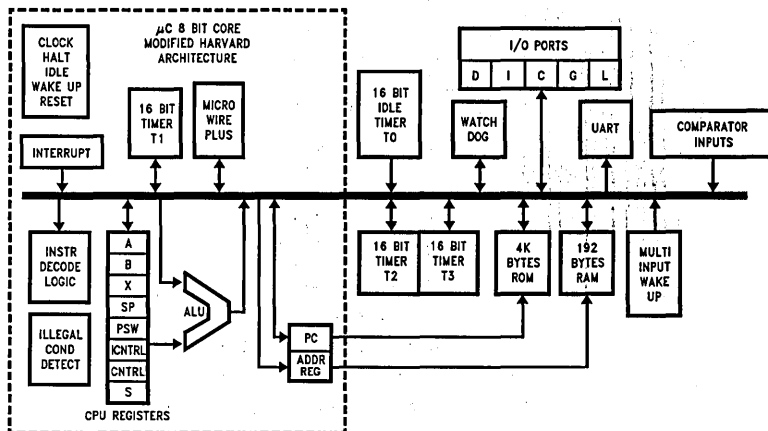 CLOCK
HALT
IDLE
WAKE UP
RESET
μC 8 BIT CORE
MODIFIED HARVARD
ARCHITECTURE
16 BIT
TIMER
T1
MICRO
WIRE
PLUS
INTERRUPT
16 BIT
IDLE
TIMER
T0
WATCH
DOG
I/O PORTS
D I C G L
UART
COMPARATOR
INPUTS
INSTR
DECODE
LOGIC
ILLEGAL
COND
DETECT
A
B
X
SP
PSW
ICNTRL
CNTRL
S
CPU REGISTERS
ALU
PC
ADDR
REG
16 BIT
TIMER
T2
16 BIT
TIMER
T3
4K
BYTES
ROM
192
BYTES
RAM
MULTI
INPUT
WAKE
UP